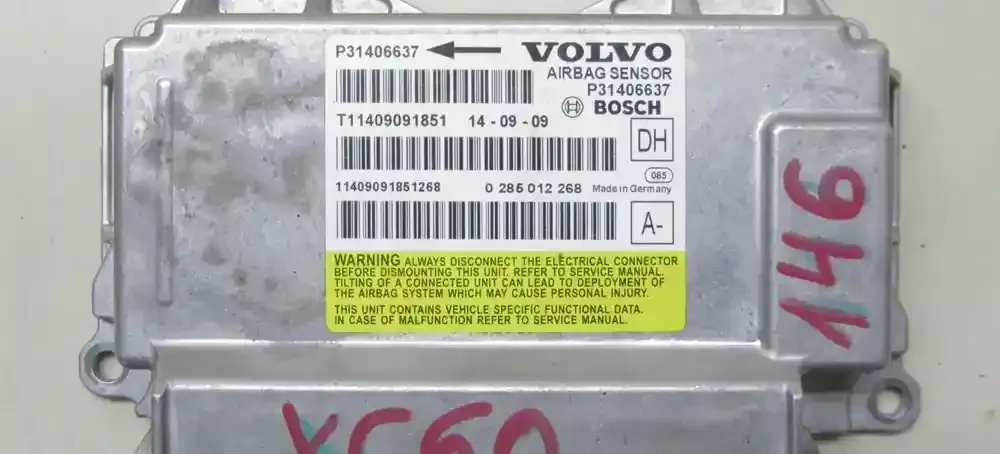 P31406637 VOLVO
AIRBAG SENSOR
P31406637
BOSCH
T11409091851 14-09-09
DH
085
11409091851268 0 285 012 268 Made in Germany
A-
WARNING ALWAYS DISCONNECT THE ELECTRICAL CONNECTOR
BEFORE DISMOUNTING THIS UNIT. REFER TO SERVICE MANUAL.
TILTING OF A CONNECTED UNIT CAN LEAD TO DEPLOYMENT OF
THE AIRBAG SYSTEM WHICH MAY CAUSE PERSONAL INJURY.
THIS UNIT CONTAINS VEHICLE SPECIFIC FUNCTIONAL DATA.
IN CASE OF MALFUNCTION REFER TO SERVICE MANUAL.
146
XC60